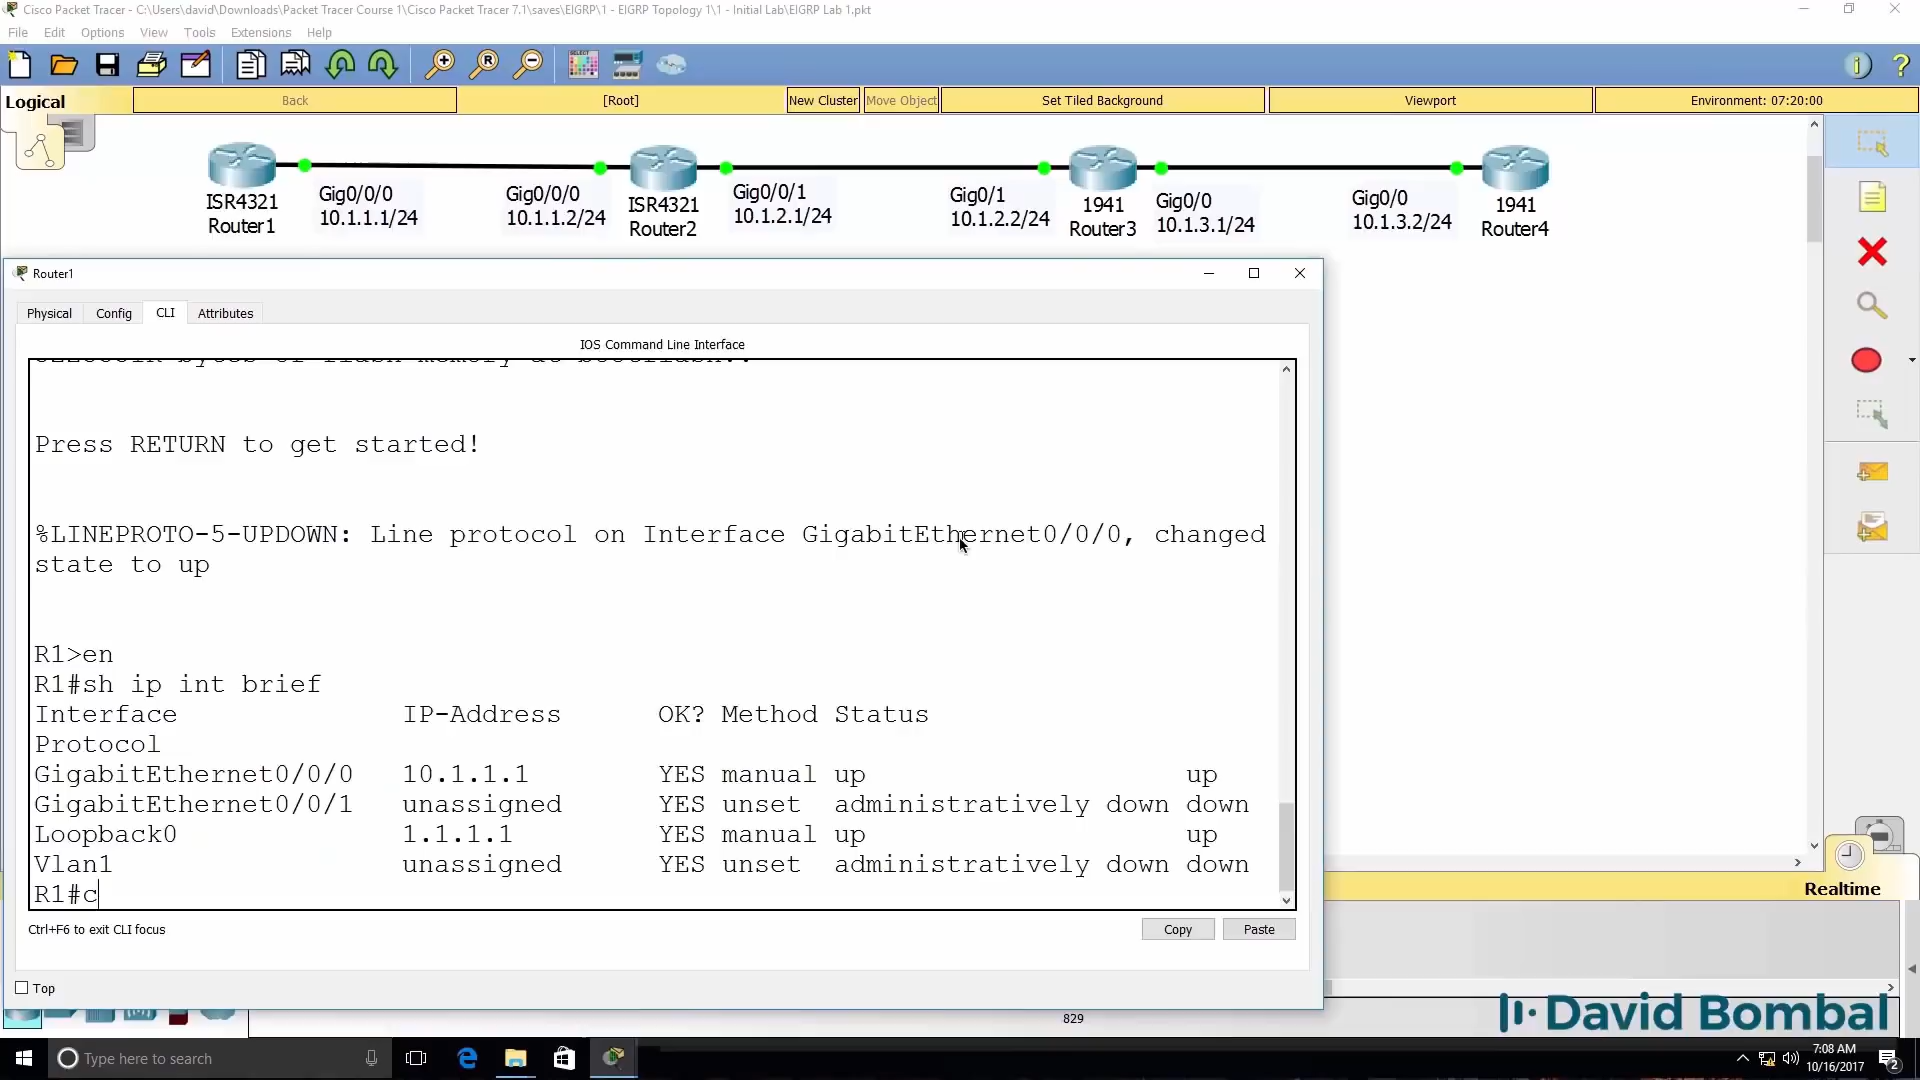 Cisco Packet Tracer - C:\Users\david\Downloads\Packet Tracer Course 1\Cisco Packet Tracer 7.1\saves\EIGRP\1 - EIGRP Topology 1\1 - Initial Lab\EIGRP Lab 1.pkt
File Edit Options View Tools Extensions Help
Logical Back [Root] New Cluster Move Object Set Tiled Background Viewport Environment: 07:20:00
ISR4321
Router1
Gig0/0/0
10.1.1.1/24
Gig0/0/0
10.1.1.2/24
ISR4321
Router2
Gig0/0/1
10.1.2.1/24
Gig0/1
10.1.2.2/24
1941
Router3
Gig0/0
10.1.3.1/24
Gig0/0
10.1.3.2/24
1941
Router4
Router1
Physical Config CLI Attributes
IOS Command Line Interface
Press RETURN to get started!
%LINEPROTO-5-UPDOWN: Line protocol on Interface GigabitEthernet0/0/0, changed
state to up
R1>en
R1#sh ip int brief
Interface IP-Address OK? Method Status
Protocol
GigabitEthernet0/0/0 10.1.1.1 YES manual up up
GigabitEthernet0/0/1 unassigned YES unset administratively down down
Loopback0 1.1.1.1 YES manual up up
Vlan1 unassigned YES unset administratively down down
R1#c
Ctrl+F6 to exit CLI focus
Copy Paste
Top
Realtime
829
David Bombal
Type here to search
7:08 AM
10/16/2017
2